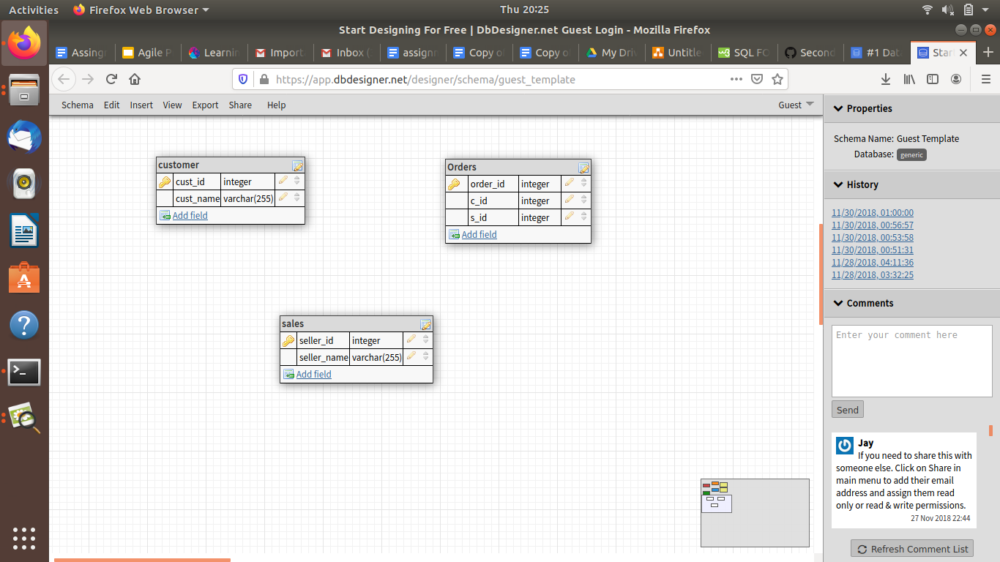 Activities Firefox Web Browser Thu 20:25
Start Designing For Free | DbDesigner.net Guest Login - Mozilla Firefox
Assing Agile P Learnin Import Inbox ( assignr Copy o Copy o My Driv Untitle SQL FO Second #1 Dat Star
https://app.dbdesigner.net/designer/schema/guest_template
Schema Edit Insert View Export Share Help Guest
customer
cust_id integer
cust_name varchar(255)
Add field
Orders
order_id integer
c_id integer
s_id integer
Add field
sales
seller_id integer
seller_name varchar(255)
Add field
Properties
Schema Name: Guest Template
Database: generic
History
11/30/2018, 01:00:00
11/30/2018, 00:56:57
11/30/2018, 00:53:58
11/30/2018, 00:51:31
11/28/2018, 04:11:36
11/28/2018, 03:32:25
Comments
Enter your comment here
Send
Jay
If you need to share this with
someone else. Click on Share in
main menu to add their email
address and assign them read
only or read & write permissions.
27 Nov 2018 22:44
Refresh Comment List